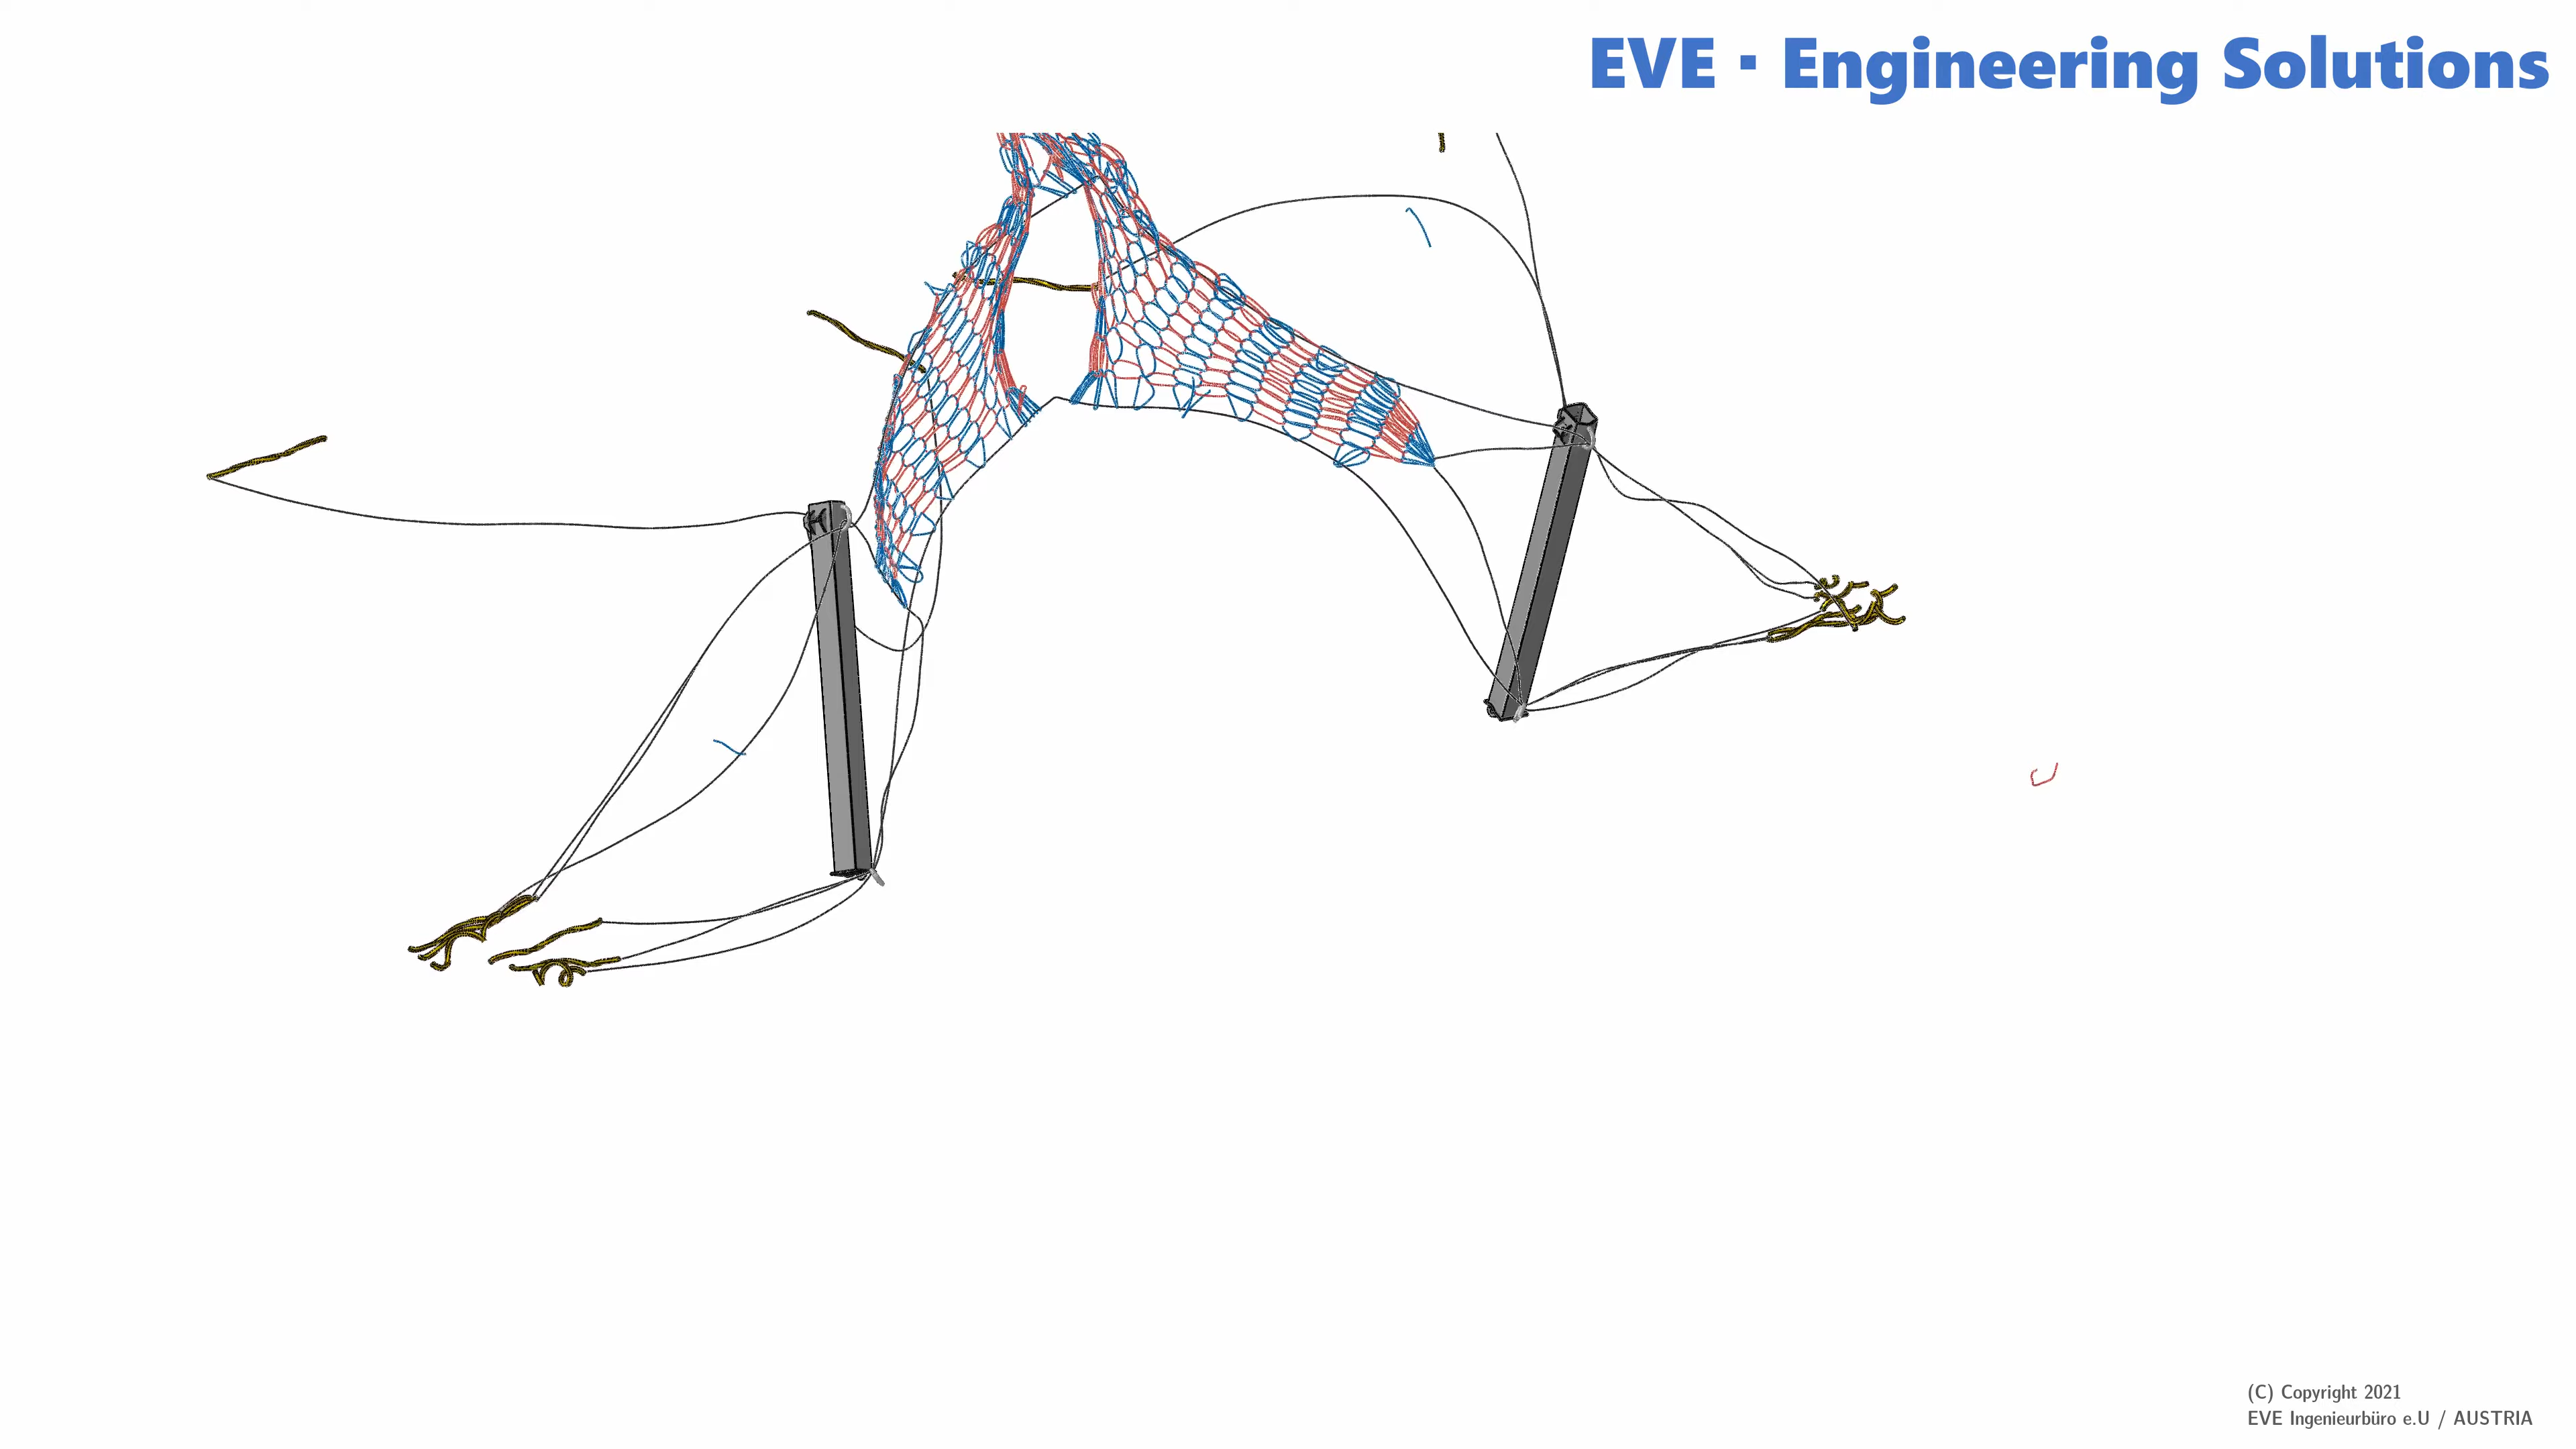 EVE · Engineering Solutions
(C) Copyright 2021
EVE Ingenieurbüro e.U / AUSTRIA